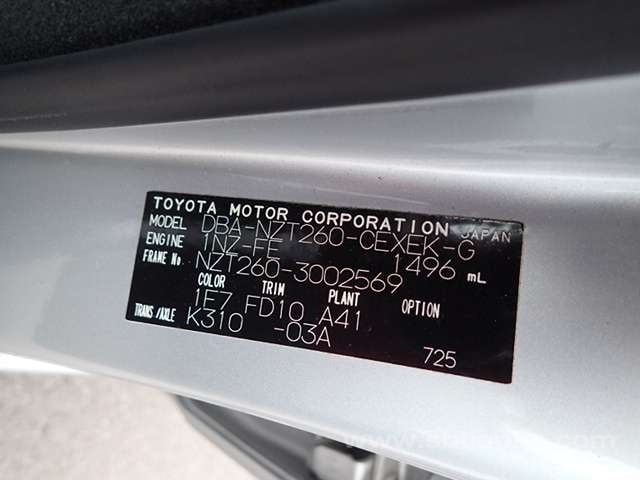 TOYOTA MOTOR CORPORATION JAPAN
MODEL DBA-NZT260-CEXEK-G
ENGINE 1NZ-FE 1496 mL
FRAME No. NZT260-3002569
COLOR TRIM PLANT OPTION
1F7 FD10 A41
TRANS/AXLE K310 -03A
725